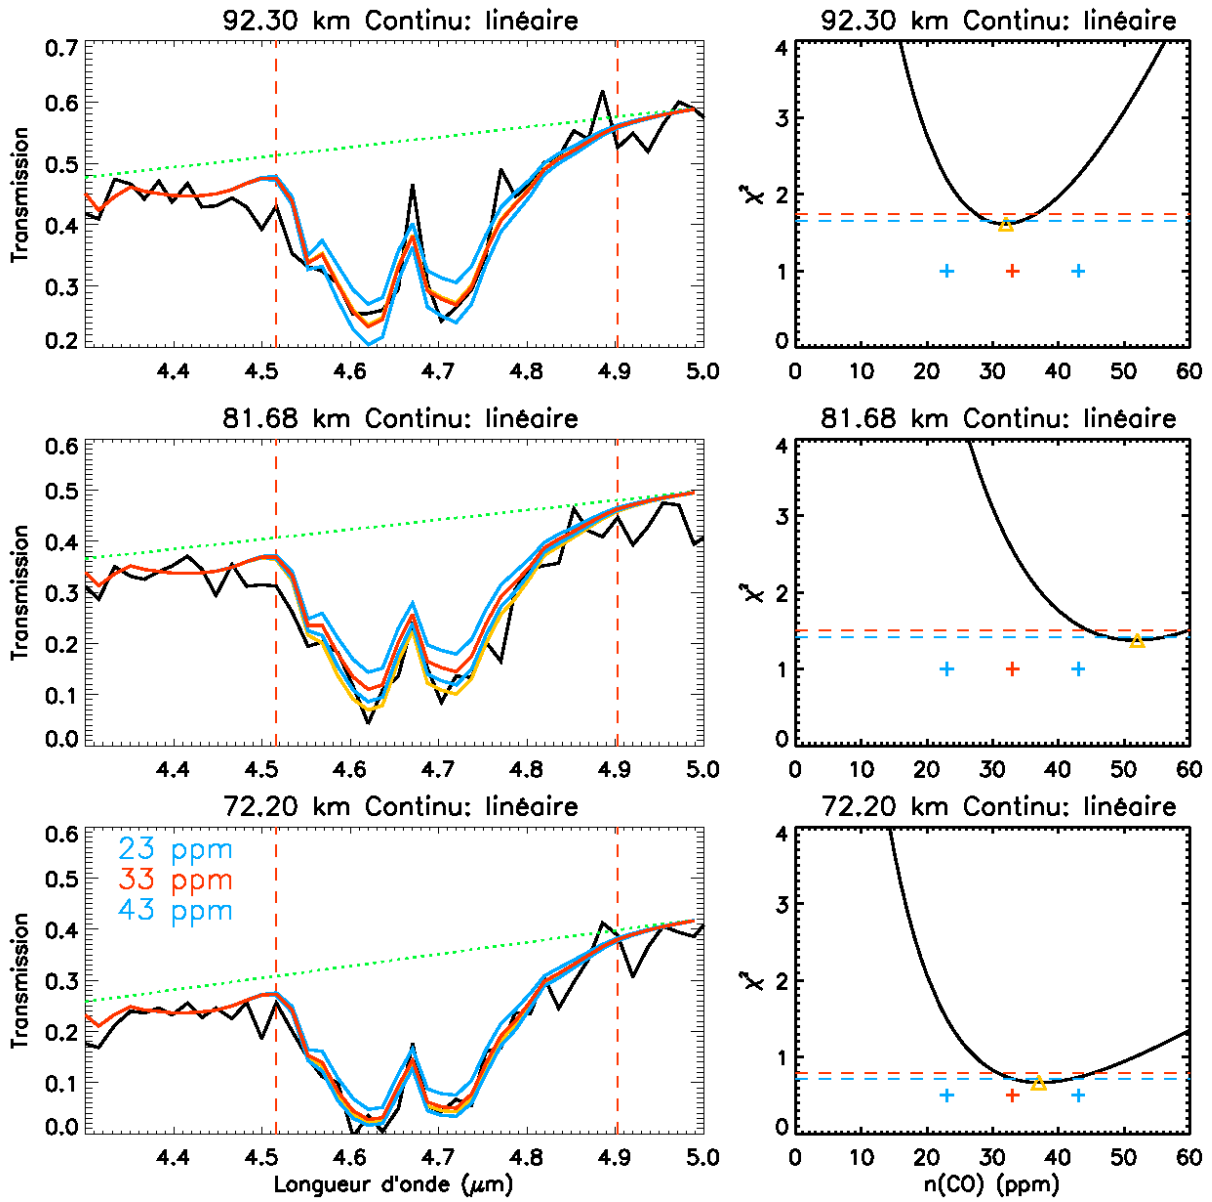 92.30 km Continu: linéaire
0.7
0.6
0.5
0.4
0.3
0.2
Transmission
4.4 4.5 4.6 4.7 4.8 4.9 5.0
92.30 km Continu: linéaire
4
3
2
1
0
χ²
0 10 20 30 40 50 60
81.68 km Continu: linéaire
0.6
0.5
0.4
0.3
0.2
0.1
0.0
Transmission
4.4 4.5 4.6 4.7 4.8 4.9 5.0
81.68 km Continu: linéaire
4
3
2
1
0
χ²
0 10 20 30 40 50 60
72.20 km Continu: linéaire
0.6
0.5
0.4
0.3
0.2
0.1
0.0
Transmission
23 ppm
33 ppm
43 ppm
4.4 4.5 4.6 4.7 4.8 4.9 5.0
Longueur d'onde (μm)
72.20 km Continu: linéaire
4
3
2
1
0
χ²
0 10 20 30 40 50 60
n(CO) (ppm)